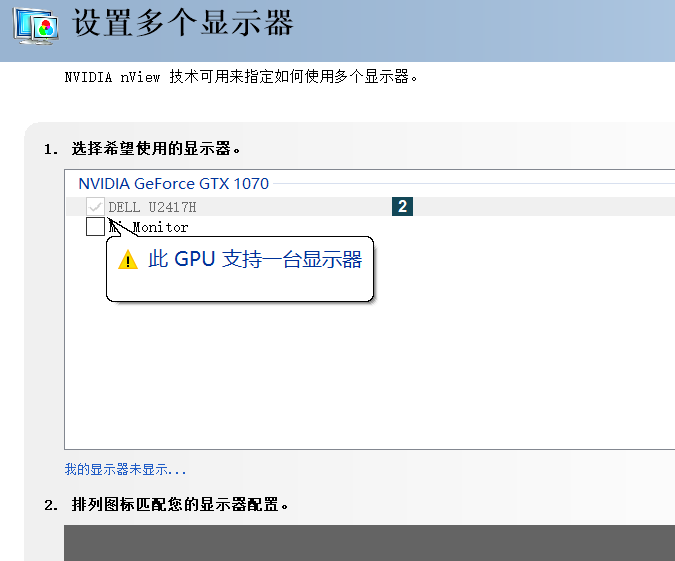 设置多个显示器
NVIDIA nView 技术可用来指定如何使用多个显示器。
1. 选择希望使用的显示器。
NVIDIA GeForce GTX 1070
DELL U2417H 2
Mi Monitor
此 GPU 支持一台显示器
我的显示器未显示...
2. 排列图标匹配您的显示器配置。